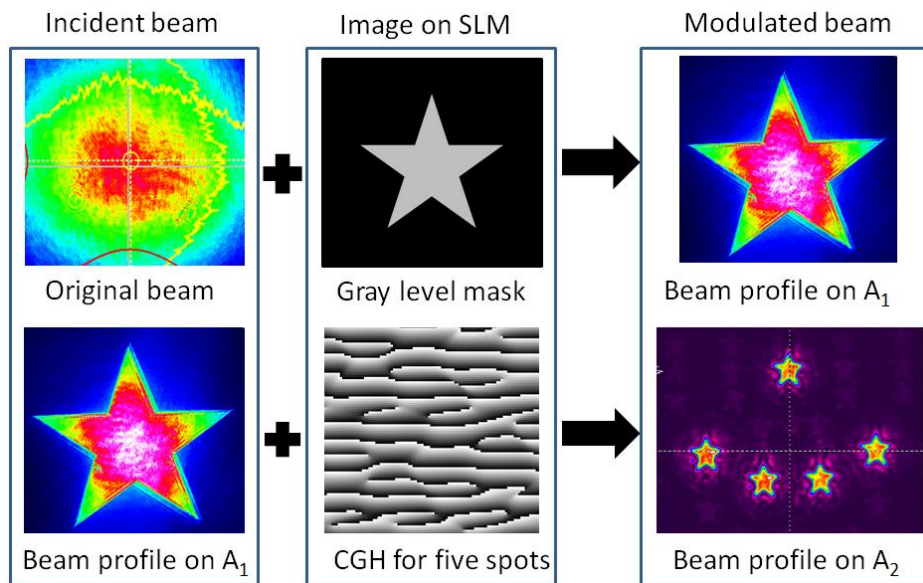 Incident beam
Image on SLM
Modulated beam
Original beam
Gray level mask
Beam profile on A₁
Beam profile on A₁
CGH for five spots
Beam profile on A₂